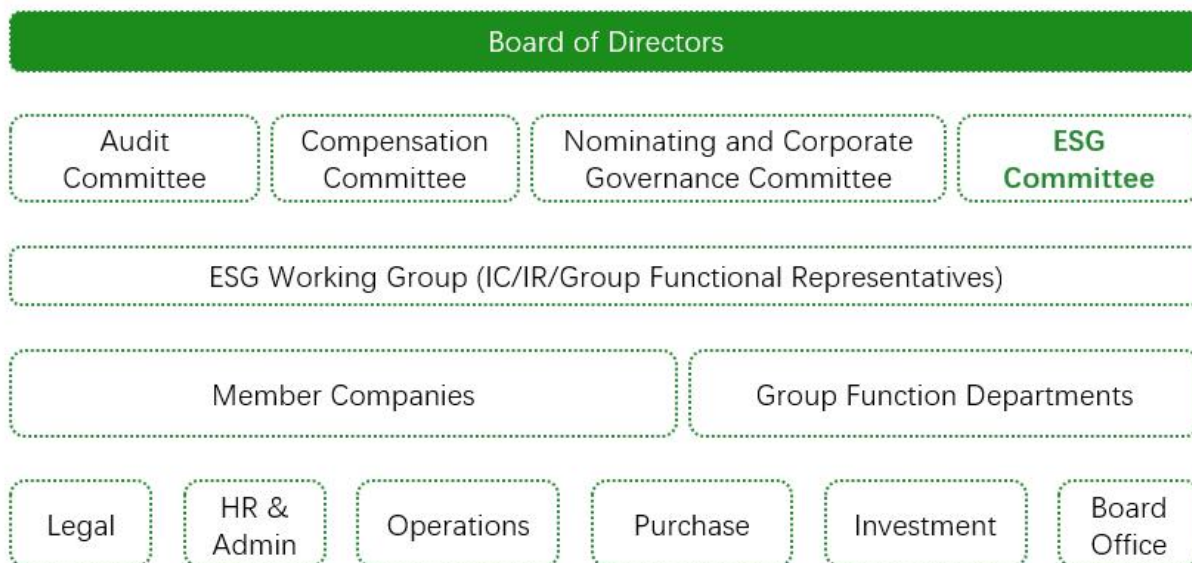 Board of Directors
Audit
Committee
Compensation
Committee
Nominating and Corporate
Governance Committee
ESG
Committee
ESG Working Group (IC/IR/Group Functional Representatives)
Member Companies
Group Function Departments
Legal
HR &
Admin
Operations
Purchase
Investment
Board
Office